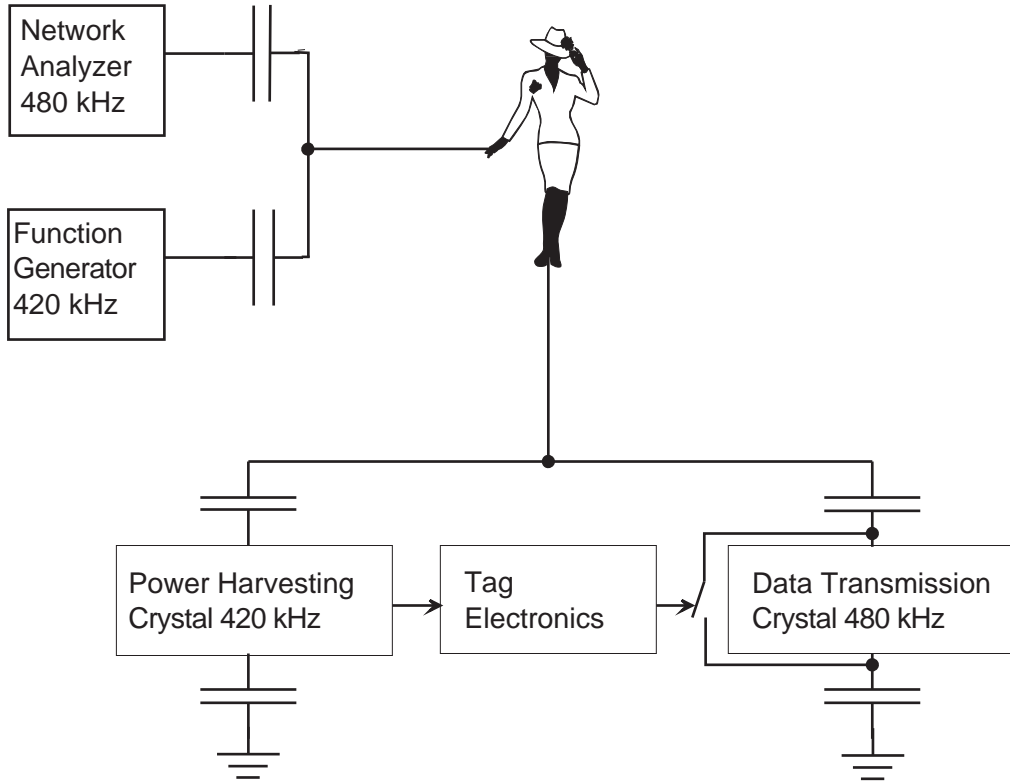 Network
Analyzer
480 kHz
Function
Generator
420 kHz
Power Harvesting
Crystal 420 kHz
Tag
Electronics
Data Transmission
Crystal 480 kHz